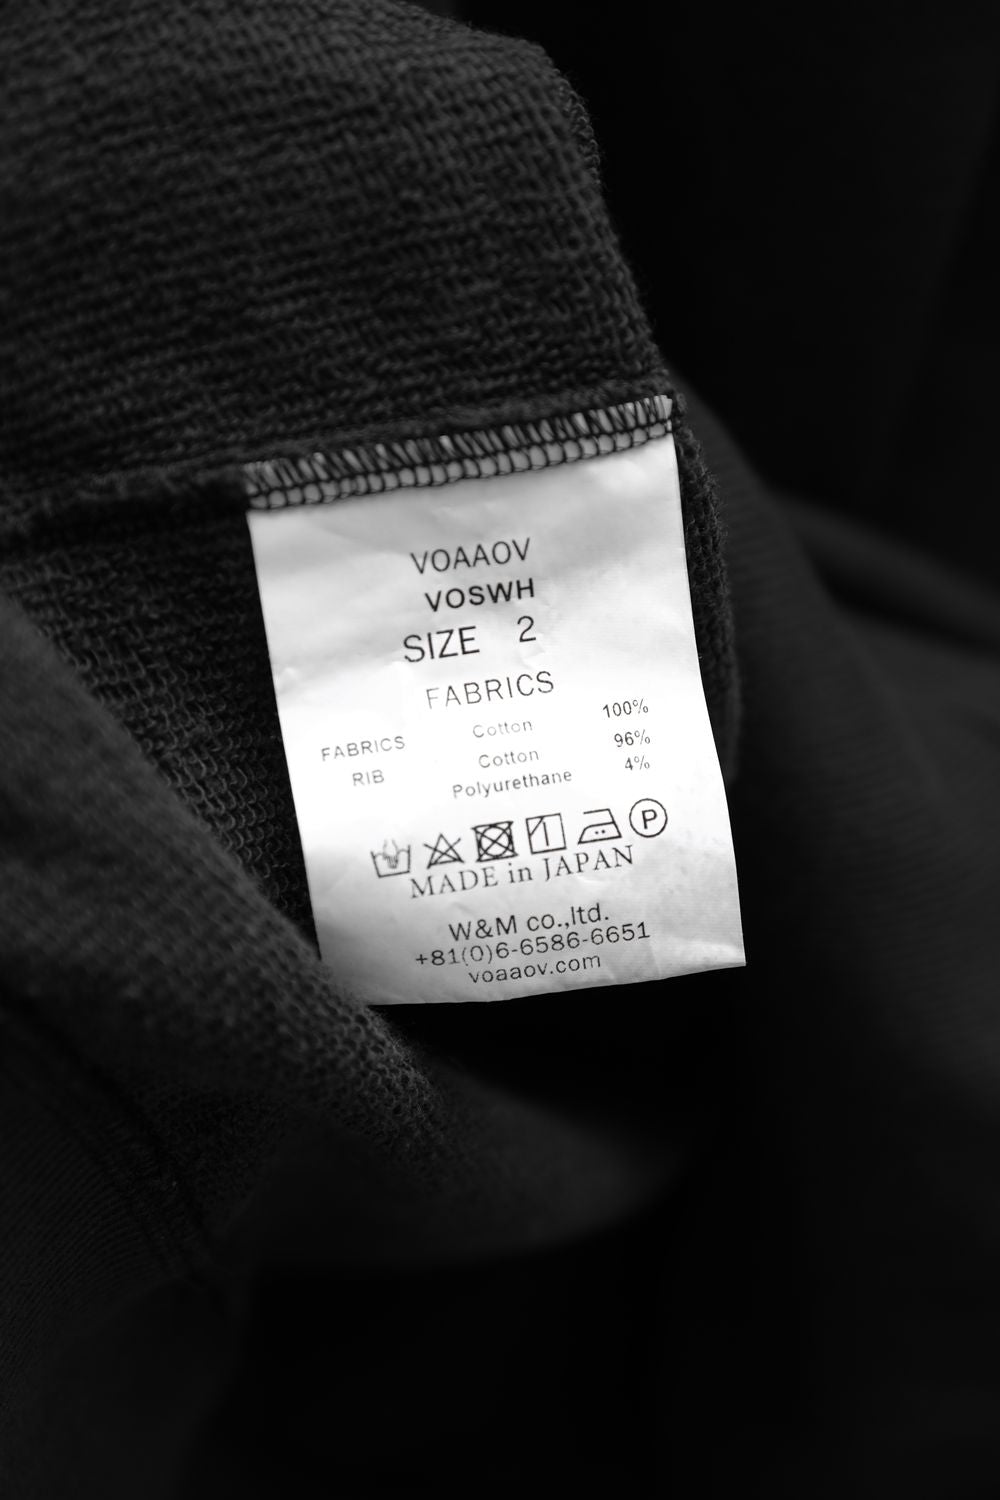 VOAAOV
VOSWH
SIZE 2
FABRICS
FABRICS Cotton 100%
RIB Cotton 96%
Polyurethane 4%
P
MADE in JAPAN
W&M co.,ltd.
+81(0)6-6586-6651
voaaov.com